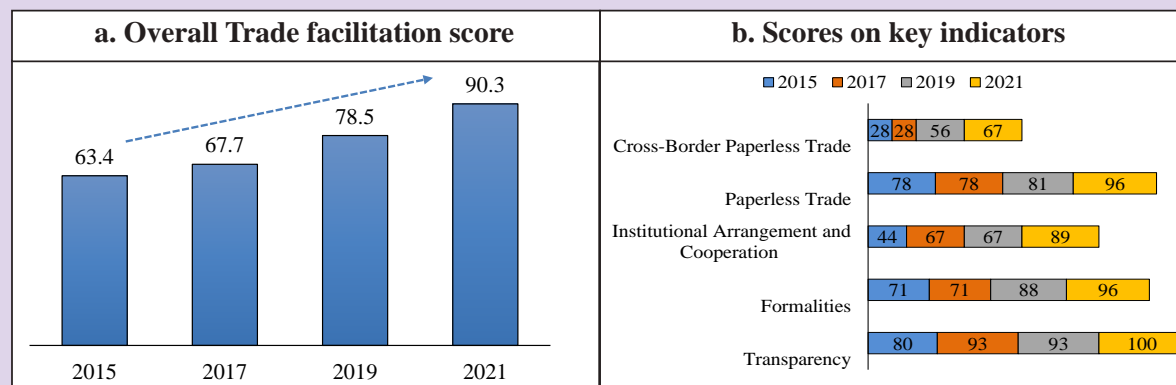 a. Overall Trade facilitation score
63.4
67.7
78.5
90.3
2015 2017 2019 2021
b. Scores on key indicators
2015 2017 2019 2021
Cross-Border Paperless Trade
28 28 56 67
Paperless Trade
78 78 81 96
Institutional Arrangement and
Cooperation
44 67 67 89
Formalities
71 71 88 96
Transparency
80 93 93 100